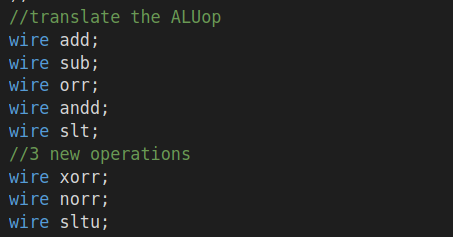 //translate the ALUop
wire add;
wire sub;
wire orr;
wire andd;
wire slt;
//3 new operations
wire xorr;
wire norr;
wire sltu;